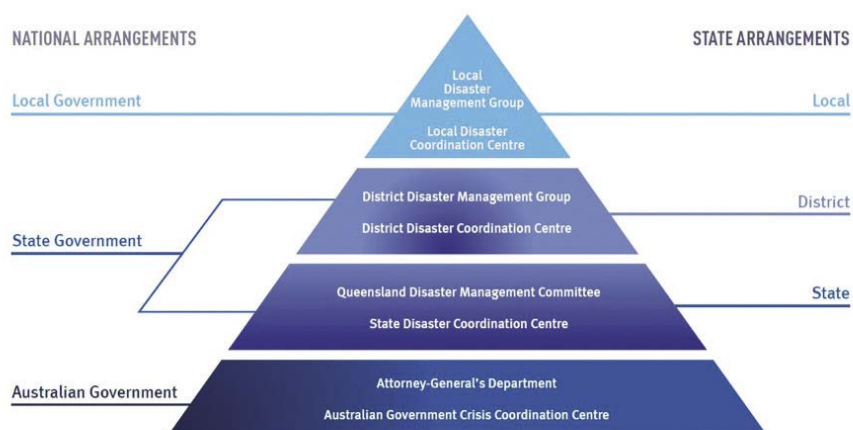 NATIONAL ARRANGEMENTS
STATE ARRANGEMENTS
Local
Disaster
Management Group
Local Government
Local
Local Disaster
Coordination Centre
District Disaster Management Group
District
District Disaster Coordination Centre
State Government
Queensland Disaster Management Committee
State
State Disaster Coordination Centre
Attorney-General's Department
Australian Government
Australian Government Crisis Coordination Centre